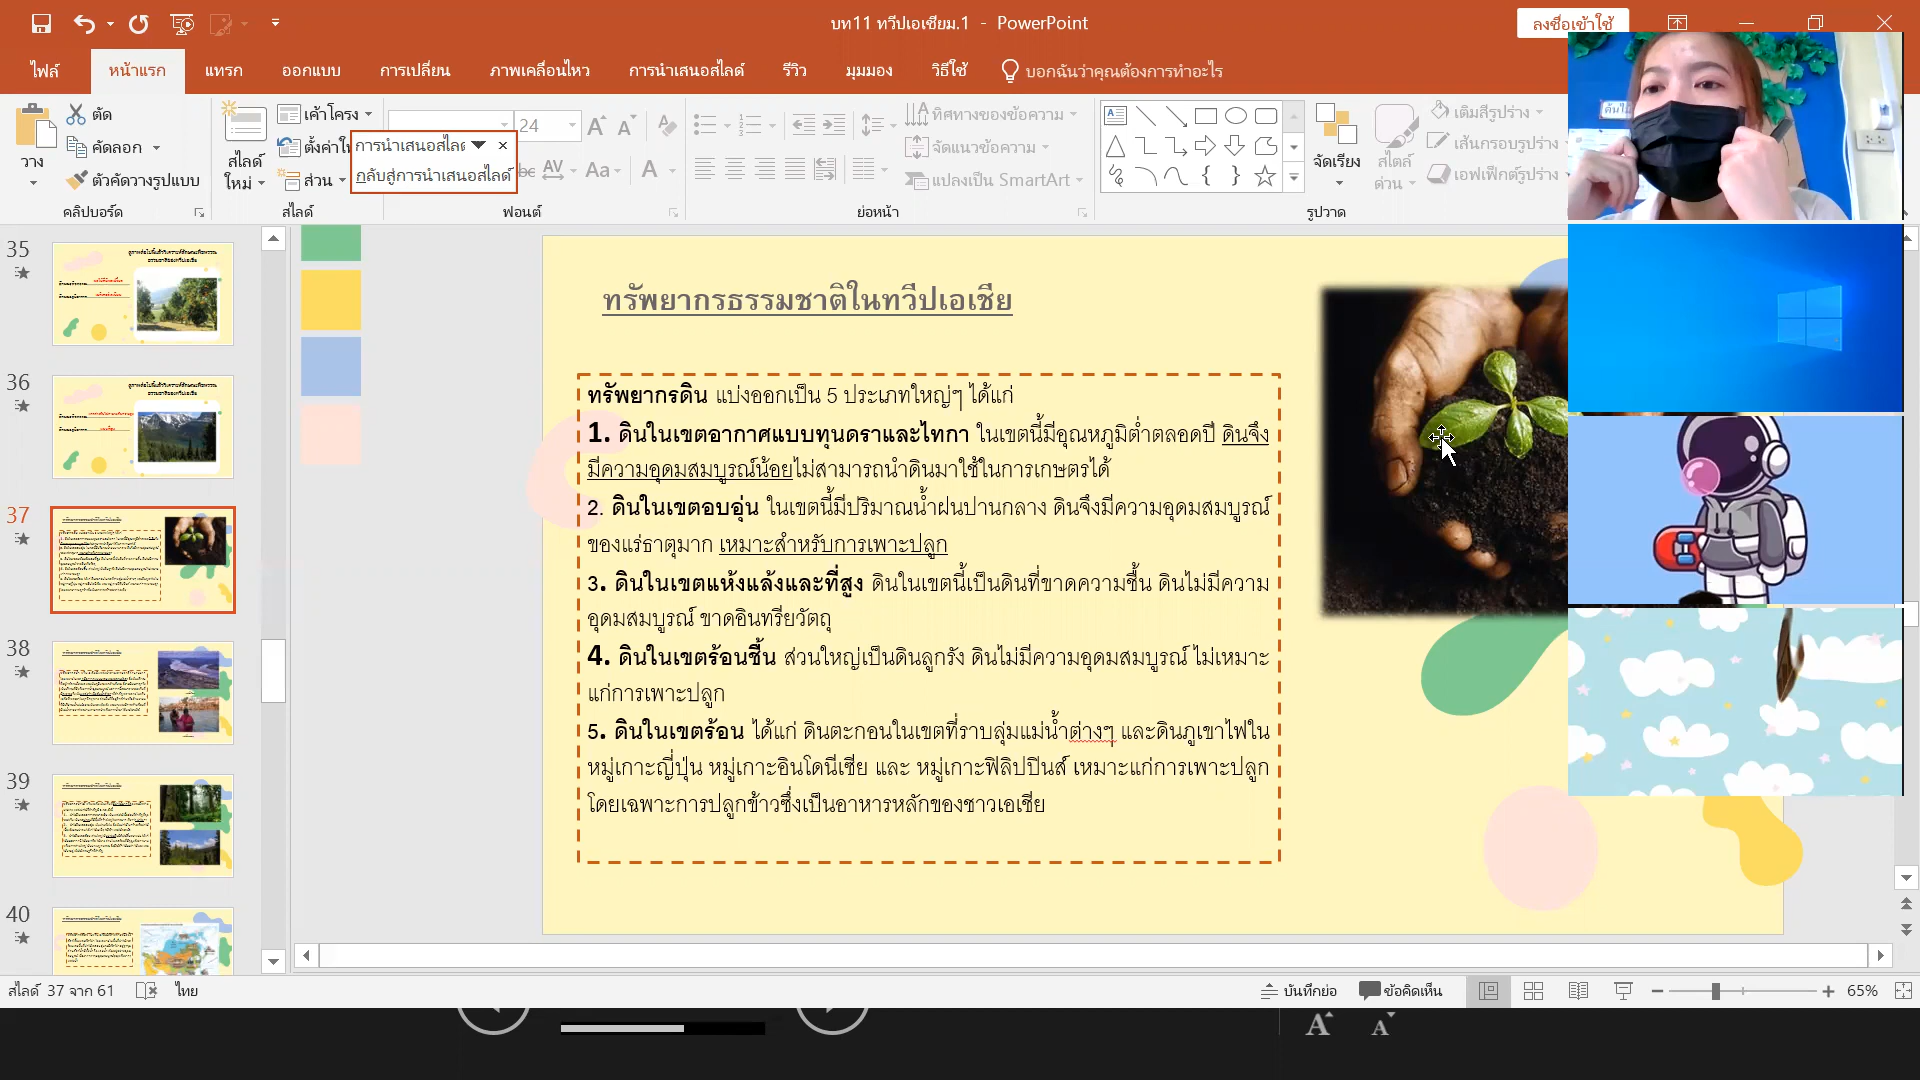 บท11 ทวีปเอเซียม.1 - PowerPoint
ลงชื่อเข้าใช้
ไฟล์ หน้าแรก แทรก ออกแบบ การเปลี่ยน ภาพเคลื่อนไหว การนำเสนอสไลด์ รีวิว มุมมอง วิธีใช้ บอกฉันว่าคุณต้องการทำอะไร
วาง
ตัด
คัดลอก
ตัวคัดวางรูปแบบ
คลิปบอร์ด
สไลด์
ใหม่
เค้าโครง
ส่วน
สไลด์
การนำเสนอสไลด
กลับสู่การนำเสนอสไลด์
24
ฟอนต์
ทิศทางของข้อความ
จัดแนวข้อความ
แปลงเป็น SmartArt
ย่อหน้า
จัดเรียง
สไตล์
ด่วน
เติมสีรูปร่าง
เส้นกรอบรูปร่าง
เอฟเฟ็กต์รูปร่าง
รูปวาด
35
36
37
38
39
40
ทรัพยากรธรรมชาติในทวีปเอเชีย
ทรัพยากรดิน แบ่งออกเป็น 5 ประเภทใหญ่ๆ ได้แก่
1. ดินในเขตอากาศแบบทุนดราและไทกา ในเขตนี้มีอุณหภูมิต่ำตลอดปี ดินจึง
มีความอุดมสมบูรณ์น้อยไม่สามารถนำดินมาใช้ในการเกษตรได้
2. ดินในเขตอบอุ่น ในเขตนี้มีปริมาณน้ำฝนปานกลาง ดินจึงมีความอุดมสมบูรณ์
ของแร่ธาตุมาก เหมาะสำหรับการเพาะปลูก
3. ดินในเขตแห้งแล้งและที่สูง ดินในเขตนี้เป็นดินที่ขาดความชื้น ดินไม่มีความ
อุดมสมบูรณ์ ขาดอินทรียวัตถุ
4. ดินในเขตร้อนชื้น ส่วนใหญ่เป็นดินลูกรัง ดินไม่มีความอุดมสมบูรณ์ ไม่เหมาะ
แก่การเพาะปลูก
5. ดินในเขตร้อน ได้แก่ ดินตะกอนในเขตที่ราบลุ่มแม่น้ำต่างๆ และดินภูเขาไฟใน
หมู่เกาะญี่ปุ่น หมู่เกาะอินโดนีเซีย และ หมู่เกาะฟิลิปปินส์ เหมาะแก่การเพาะปลูก
โดยเฉพาะการปลูกข้าวซึ่งเป็นอาหารหลักของชาวเอเชีย
สไลด์ 37 จาก 61 ไทย
บันทึกย่อ ข้อคิดเห็น 65%